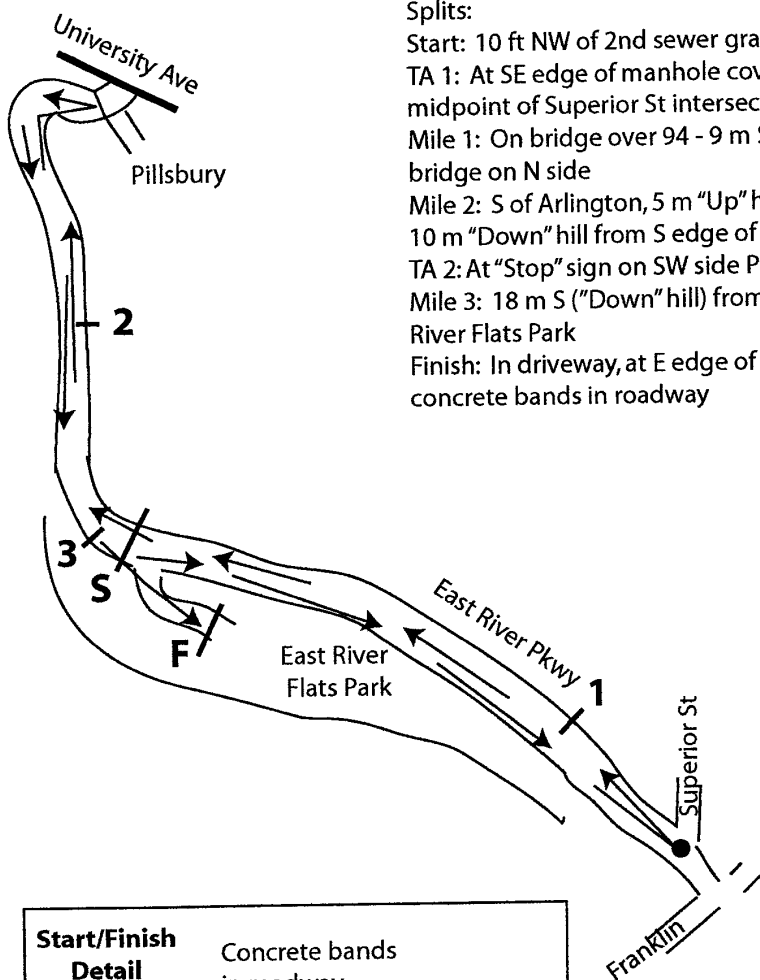 University Ave
Pillsbury
Splits:
Start: 10 ft NW of 2nd sewer
TA 1: At SE edge of manhole
midpoint of Superior St
Mile 1: On bridge over 94 - 9 m
bridge on N side
Mile 2: S of Arlington, 5 m "Up"
10 m "Down" hill from S edge of
TA 2: At "Stop" sign on SW side
Mile 3: 18 m S ("Down" hill) from
River Flats Park
Finish: In driveway, at E edge of
concrete bands in roadway
2
3
S
F
East River
Flats Park
East River Pkwy
1
Superior St
Franklin
Start/Finish
Detail
Concrete bands
in roadway